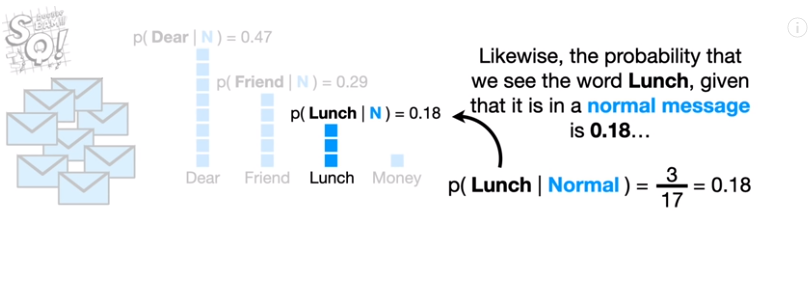 StatQuest!
p( Dear | N ) = 0.47
p( Friend | N ) = 0.29
p( Lunch | N ) = 0.18
Dear Friend Lunch Money
Likewise, the probability that
we see the word Lunch, given
that it is in a normal message
is 0.18…
p( Lunch | Normal ) = 3/17 = 0.18